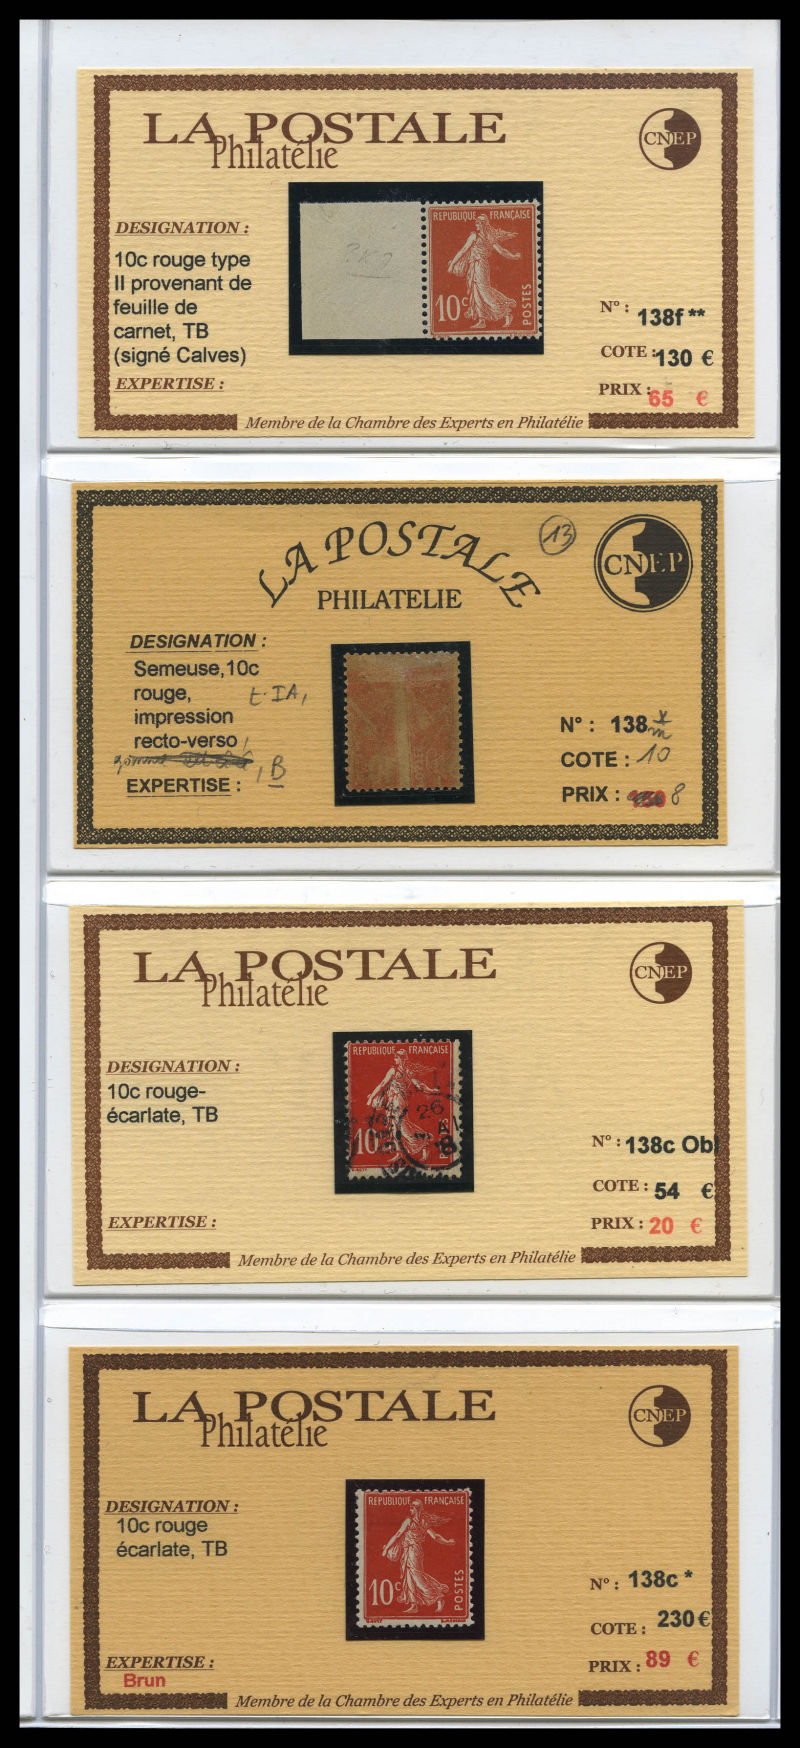 LA POSTALE
Philatélie
CNEP
DESIGNATION :
10c rouge type
II provenant de
feuille de
carnet, TB
(signé Calves)
EXPERTISE :
REPUBLIQUE FRANÇAISE
10c
POSTES
N° : 138f **
COTE : 130 €
PRIX : 65 €
Membre de la Chambre des Experts en Philatélie
LA POSTALE
PHILATELIE
13
CNEP
DESIGNATION :
Semeuse,10c
rouge, t. IA,
impression
recto-verso,
gomme
EXPERTISE : , B
N° : 138
COTE : 10
PRIX : 8
LA POSTALE
Philatélie
CNEP
DESIGNATION :
10c rouge-
écarlate, TB
REPUBLIQUE FRANÇAISE
10
26
N° : 138c Obl
COTE : 54 €
EXPERTISE :
PRIX : 20 €
Membre de la Chambre des Experts en Philatélie
LA POSTALE
Philatélie
CNEP
DESIGNATION :
10c rouge
écarlate, TB
REPUBLIQUE FRANÇAISE
10c
POSTES
N° : 138c *
COTE : 230 €
EXPERTISE :
Brun
PRIX : 89 €
Membre de la Chambre des Experts en Philatélie